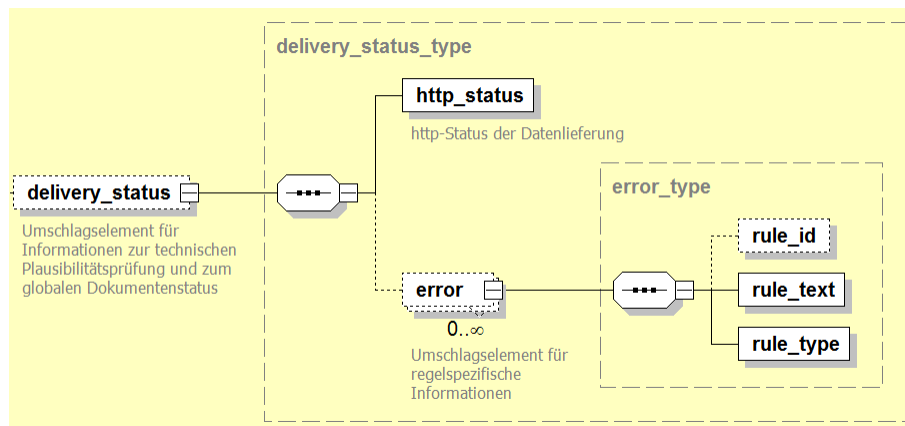 delivery_status_type
http_status
http-Status der Datenlieferung
error_type
delivery_status
rule_id
Umschlagselement für
Informationen zur technischen
Plausibilitätsprüfung und zum
globalen Dokumentenstatus
error
rule_text
0..∞
rule_type
Umschlagselement für
regelspezifische
Informationen